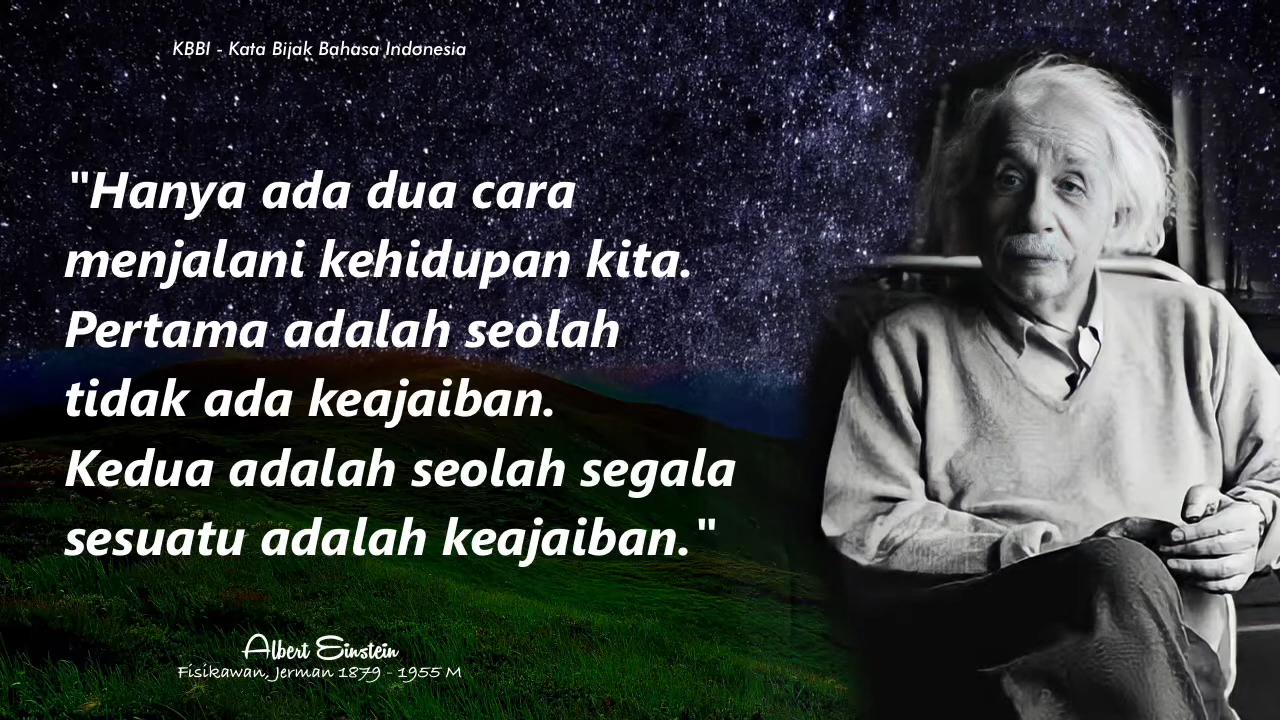 KBBI - Kata Bijak Bahasa Indonesia
"Hanya ada dua cara
menjalani kehidupan kita.
Pertama adalah seolah
tidak ada keajaiban.
Kedua adalah seolah segala
sesuatu adalah keajaiban."
Albert Einstein
Fisikawan, Jerman 1879 - 1955 M